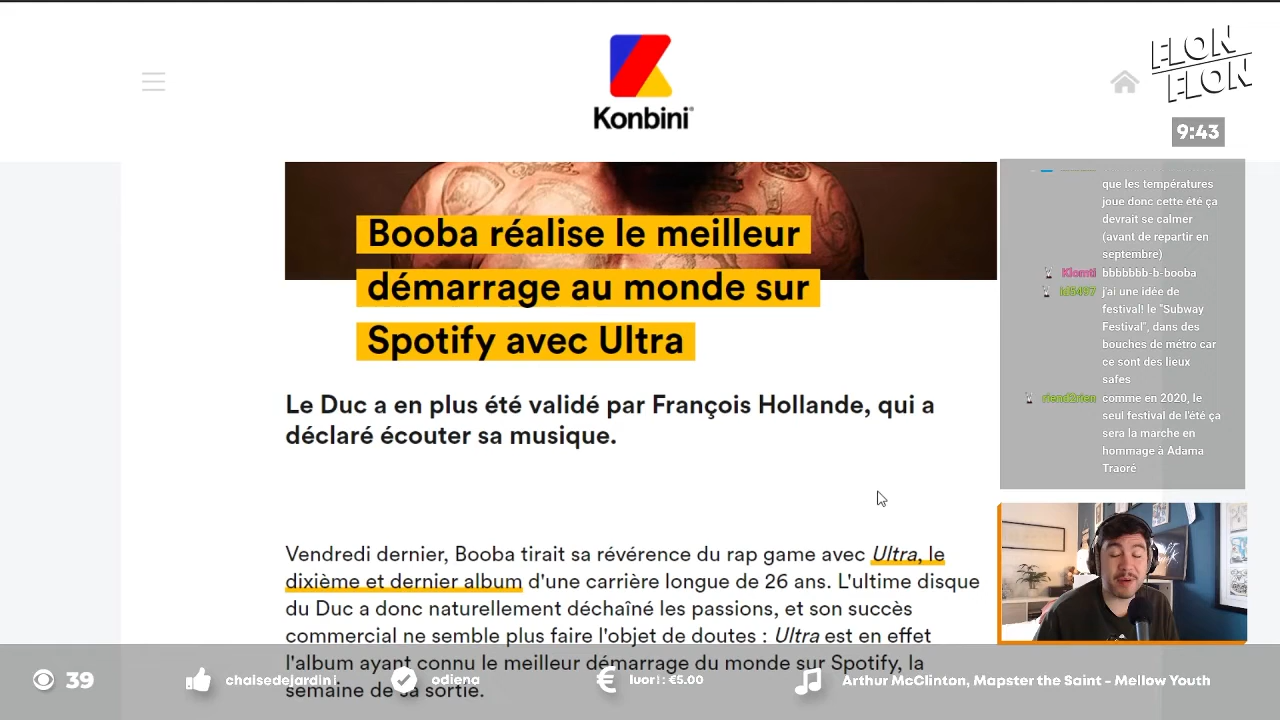 Konbini
FLON
FLON
9:43
Booba réalise le meilleur
démarrage au monde sur
Spotify avec Ultra
Le Duc a en plus été validé par François Hollande, qui a
déclaré écouter sa musique.
Vendredi dernier, Booba tirait sa révérence du rap game avec Ultra, le
dixième et dernier album d'une carrière longue de 26 ans. L'ultime disque
du Duc a donc naturellement déchaîné les passions, et son succès
commercial ne semble plus faire l'objet de doutes : Ultra est en effet
l'album ayant connu le meilleur démarrage du monde sur Spotify, la
semaine de sa sortie.
que les températures
joue donc cette été ça
devrait se calmer
(avant de repartir en
septembre)
Klomti bbbbbbb-b-booba
j'ai une idée de
festival! le "Subway
Festival", dans des
bouches de métro car
ce sont des lieux
safes
riend2rien comme en 2020, le
seul festival de l'été ça
sera la marche en
hommage à Adama
Traoré
39
chaisedejardin1
odiena
€5.00
Arthur McClinton, Mapster the Saint - Mellow Youth